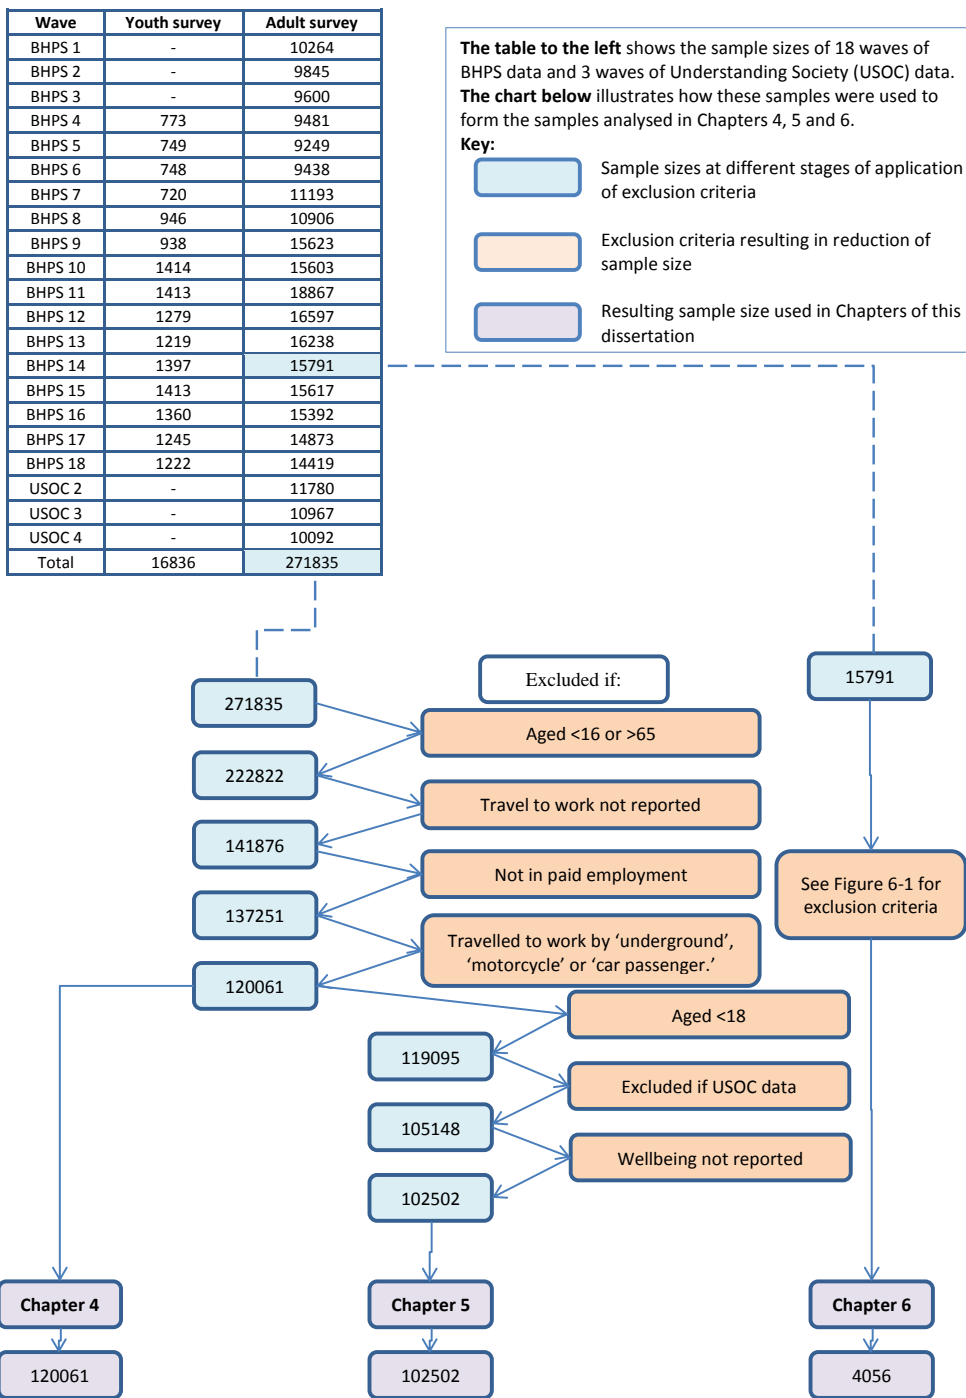 Wave Youth survey Adult survey
BHPS 1 - 10264
BHPS 2 - 9845
BHPS 3 - 9600
BHPS 4 773 9481
BHPS 5 749 9249
BHPS 6 748 9438
BHPS 7 720 11193
BHPS 8 946 10906
BHPS 9 938 15623
BHPS 10 1414 15603
BHPS 11 1413 18867
BHPS 12 1279 16597
BHPS 13 1219 16238
BHPS 14 1397 15791
BHPS 15 1413 15617
BHPS 16 1360 15392
BHPS 17 1245 14873
BHPS 18 1222 14419
USOC 2 - 11780
USOC 3 - 10967
USOC 4 - 10092
Total 16836 271835
The table to the left shows the sample sizes of 18 waves of
BHPS data and 3 waves of Understanding Society (USOC) data.
The chart below illustrates how these samples were used to
form the samples analysed in Chapters 4, 5 and 6.
Key:
Sample sizes at different stages of application
of exclusion criteria
Exclusion criteria resulting in reduction of
sample size
Resulting sample size used in Chapters of this
dissertation
Excluded if:
15791
271835
Aged <16 or >65
222822
Travel to work not reported
141876
Not in paid employment
See Figure 6-1 for
exclusion criteria
137251
Travelled to work by ‘underground’,
‘motorcycle’ or ‘car passenger.’
120061
Aged <18
119095
Excluded if USOC data
105148
Wellbeing not reported
102502
Chapter 4
Chapter 5
Chapter 6
120061
102502
4056